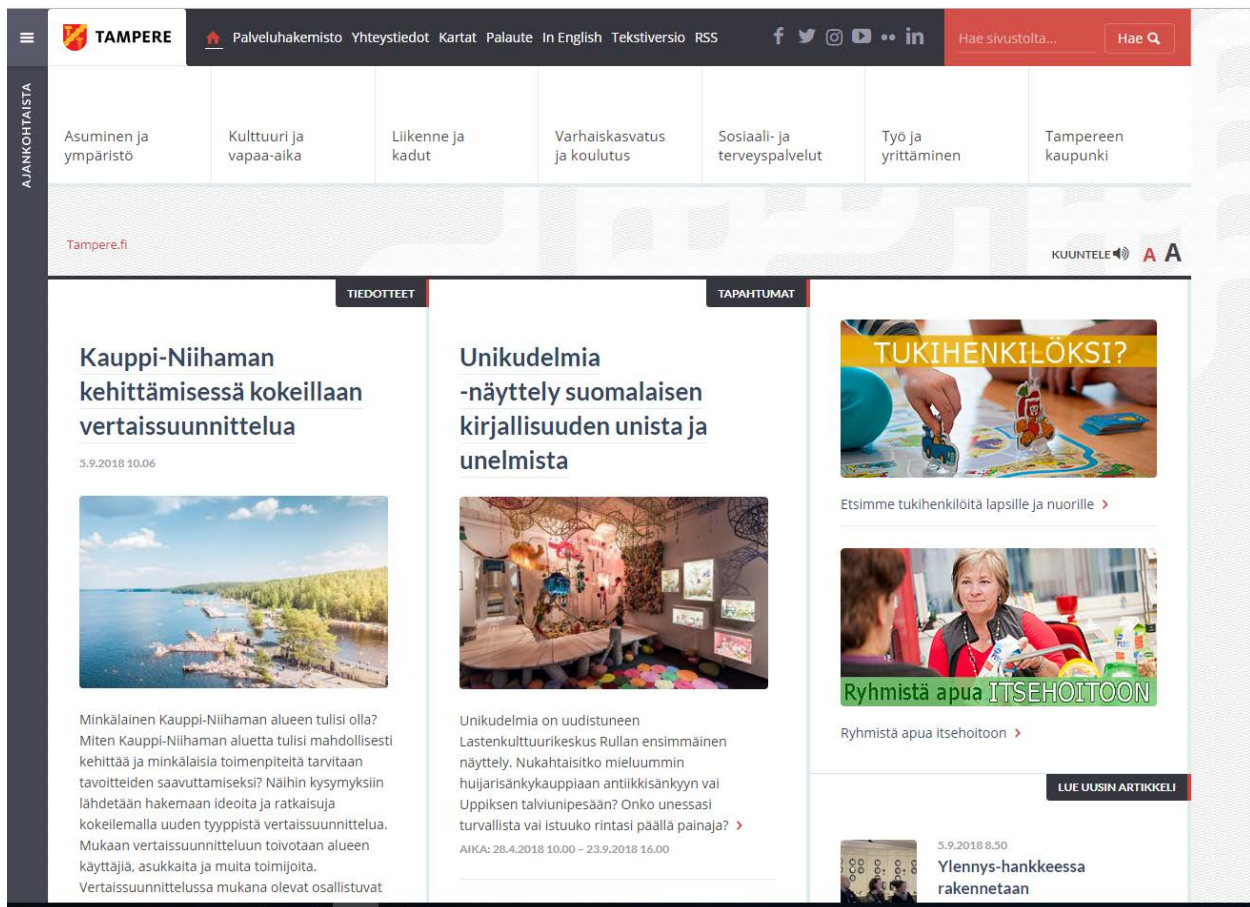 TAMPERE
Palveluhakemisto Yhteystiedot Kartat Palaute In English Tekstiversio RSS
Hae sivustolta...
Hae
AJANKOHTAISTA
Asuminen ja
ympäristö
Kulttuuri ja
vapaa-aika
Liikenne ja
kadut
Varhaiskasvatus
ja koulutus
Sosiaali- ja
terveyspalvelut
Työ ja
yrittäminen
Tampereen
kaupunki
Tampere.fi
KUUNTELE A A
TIEDOTTEET
Kauppi-Niihaman
kehittämisessä kokeillaan
vertaissuunnittelua
5.9.2018 10.06
Minkälainen Kauppi-Niihaman alueen tulisi olla?
Miten Kauppi-Niihaman aluetta tulisi mahdollisesti
kehittää ja minkälaisia toimenpiteitä tarvitaan
tavoitteiden saavuttamiseksi? Näihin kysymyksiin
lähdetään hakemaan ideoita ja ratkaisuja
kokeilemalla uuden tyyppistä vertaissuunnittelua.
Mukaan vertaissuunnitteluun toivotaan alueen
käyttäjiä, asukkaita ja muita toimijoita.
Vertaissuunnittelussa mukana olevat osallistuvat
TAPAHTUMAT
Unikudelmia
-näyttely suomalaisen
kirjallisuuden unista ja
unelmista
Unikudelmia on uudistuneen
Lastenkulttuurikeskus Rullan ensimmäinen
näyttely. Nukahtaisitko mieluummin
huijarisänkykauppiaan antiikkisänkyyn vai
Uppiksen talviunipesään? Onko unessasi
turvallista vai istuuko rintasi päällä painaja?
AIKA: 28.4.2018 10.00 – 23.9.2018 16.00
TUKIHENKILÖKSI?
Etsimme tukihenkilöitä lapsille ja nuorille
Ryhmistä apua ITSEHOITOON
Ryhmistä apua itsehoitoon
LUE UUSIN ARTIKKELI
5.9.2018 8.50
Ylennys-hankkeessa
rakennetaan